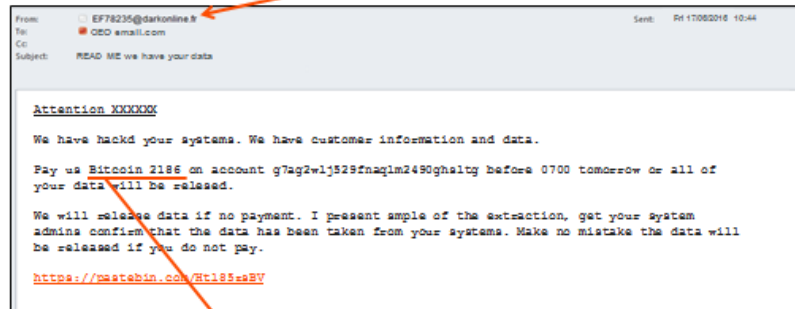 From: EF78235@darkonline.fr Sent: Fri 17/06/2016 10:44
To: CEO email.com
Cc:
Subject: READ ME we have your data
Attention XXXXXX
We have hackd your systems. We have customer information and data.
Pay us Bitcoin 2186 on account g7ag2wlj529fnaqlm2490ghsltg before 0700 tomorrow or all of
your data will be relesed.
We will release data if no payment. I present smple of the extraction, get your system
admins confirm that the data has been taken from your systems. Make no mistake the data will
be released if you do not pay.
https://pastebin.com/Htl85zaBV